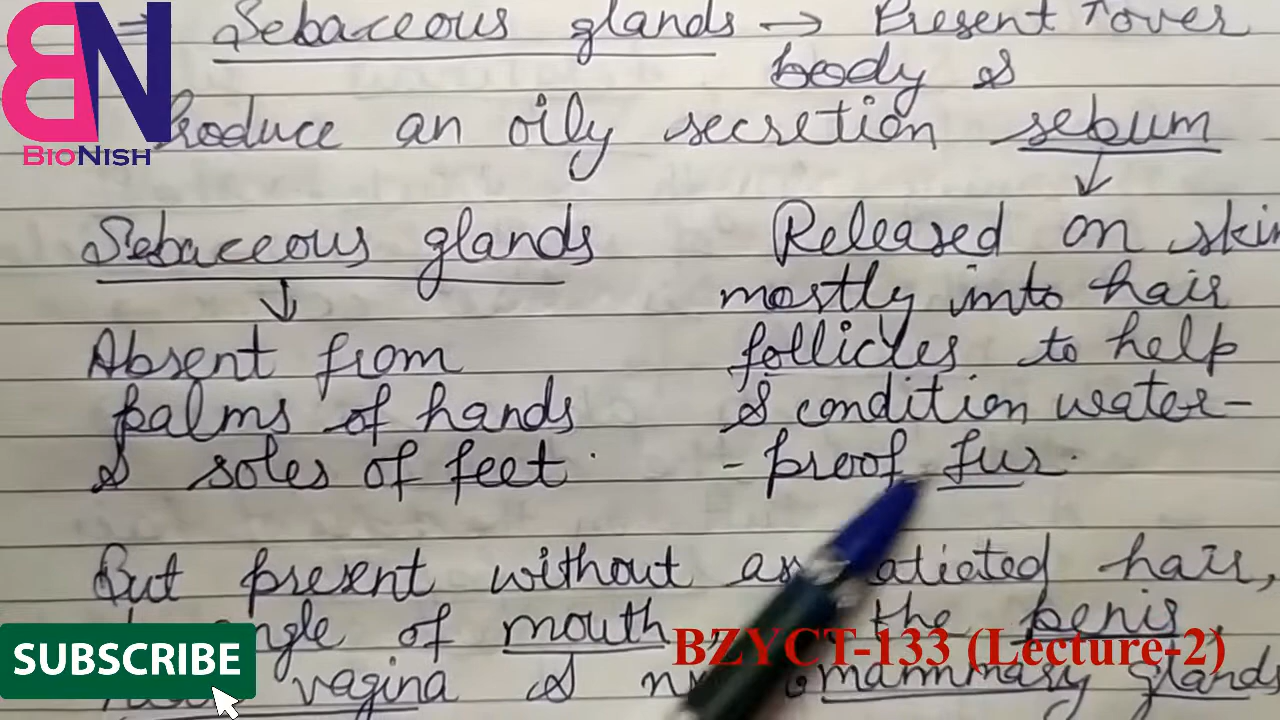 ⇒ Sebaceous glands → Present over
body &
Produce an oily secretion sebum
BN
BIONISH
Sebaceous glands
Released on skin
mostly into hair
Absent from
follicles to help
palms of hands
& condition water-
& soles of feet.
-proof fur.
But present without hair,
angle of mouth, the penis,
vagina & mammary glands
SUBSCRIBE
BZYCT-133 (Lecture-2)